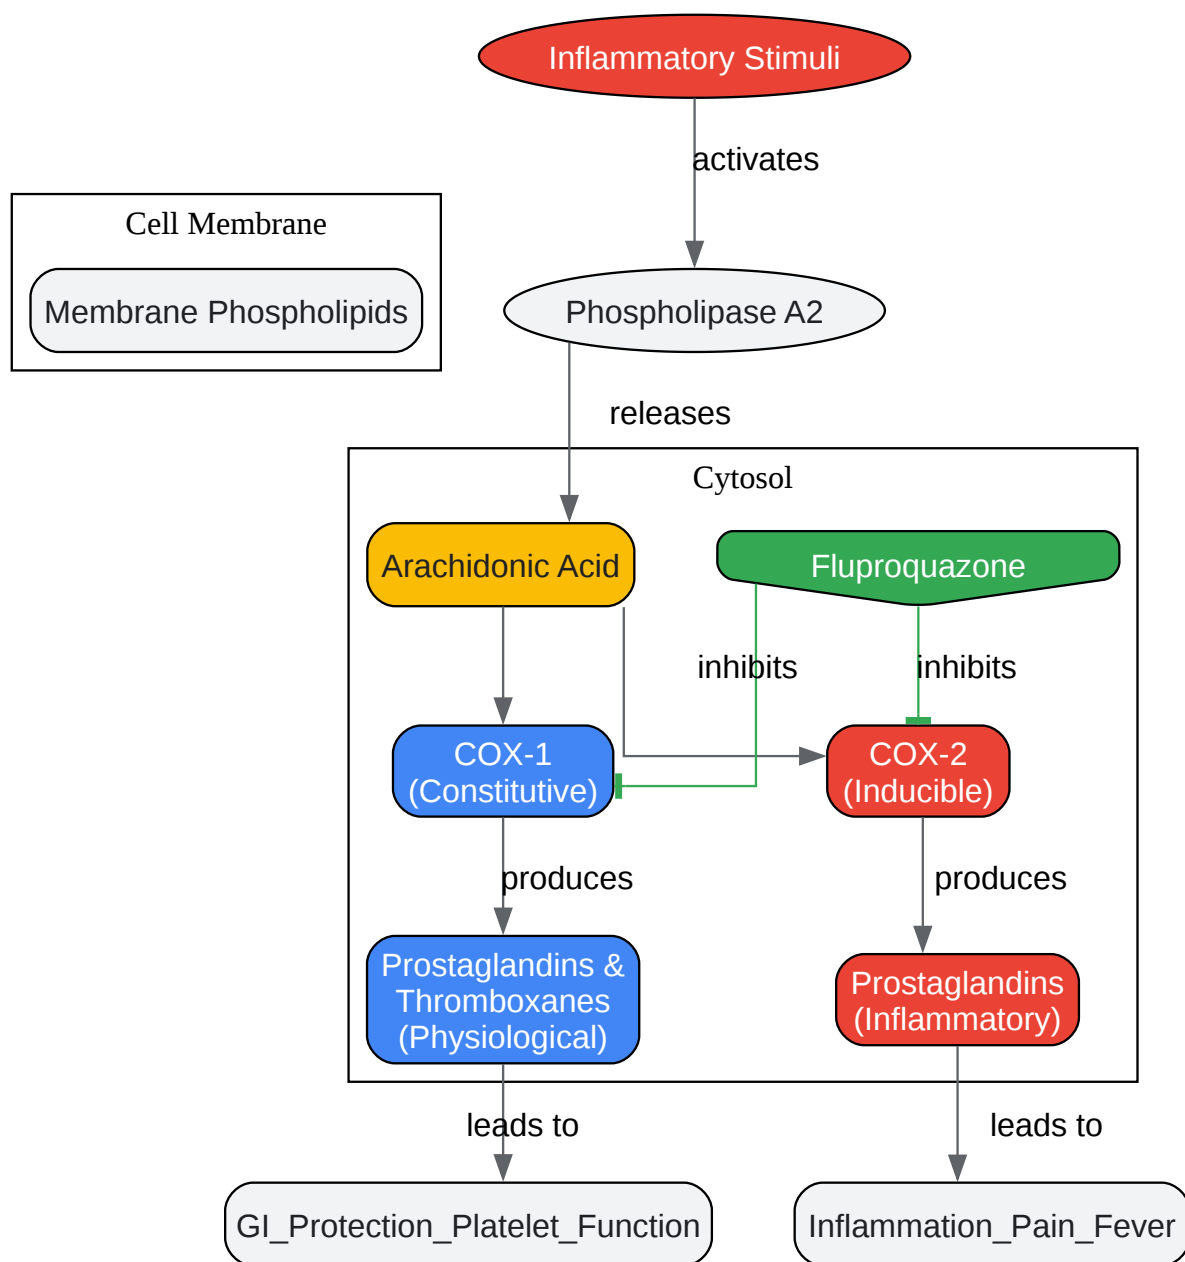 Inflammatory Stimuli
activates
Cell Membrane
Membrane Phospholipids
Phospholipase A2
releases
Cytosol
Arachidonic Acid
Fluproquazone
inhibits
inhibits
COX-1
(Constitutive)
COX-2
(Inducible)
produces
produces
Prostaglandins &
Thromboxanes
(Physiological)
Prostaglandins
(Inflammatory)
leads to
leads to
GI_Protection_Platelet_Function
Inflammation_Pain_Fever